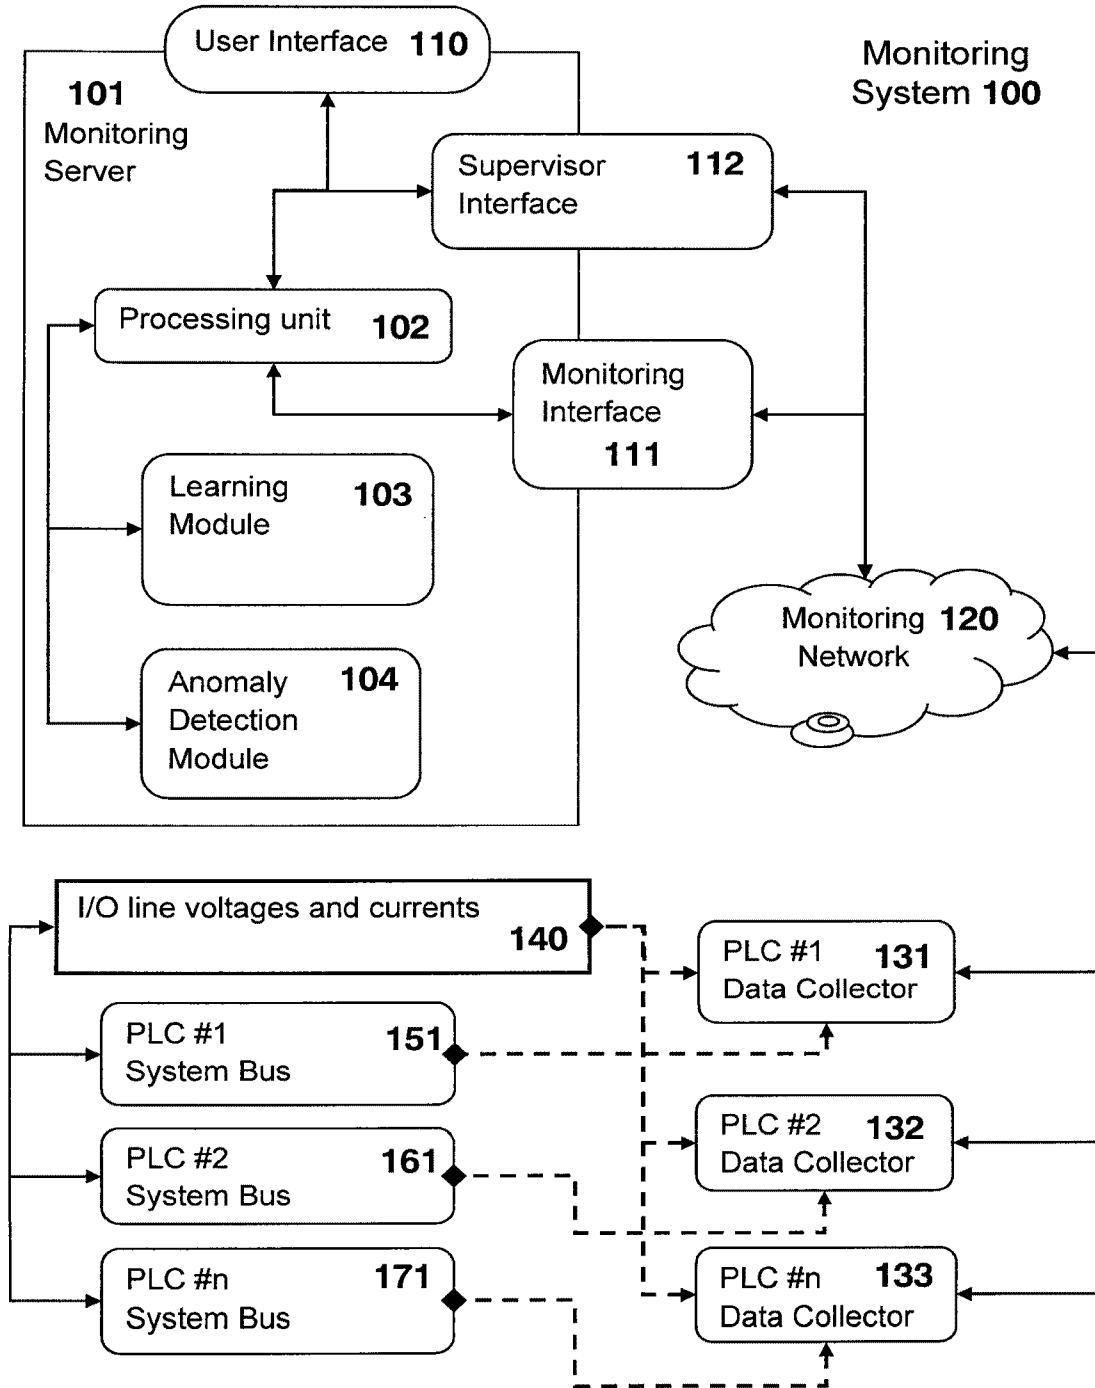 User Interface 110
Monitoring
System 100
101
Monitoring
Server
Supervisor 112
Interface
Processing unit 102
Monitoring
Interface
111
Learning 103
Module
Monitoring 120
Network
Anomaly 104
Detection
Module
I/O line voltages and currents
140
PLC #1 131
Data Collector
PLC #1 151
System Bus
PLC #2 132
Data Collector
PLC #2 161
System Bus
PLC #n 133
Data Collector
PLC #n 171
System Bus